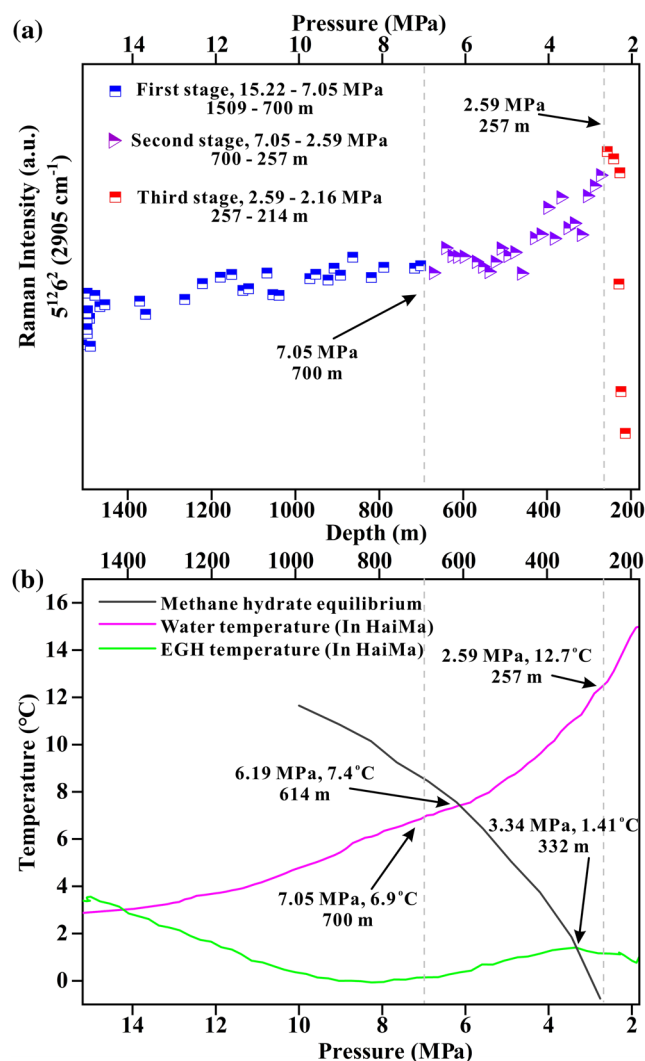 (a)
Pressure (MPa)
14 12 10 8 6 4 2
First stage, 15.22 - 7.05 MPa
1509 - 700 m
Second stage, 7.05 - 2.59 MPa
700 - 257 m
Third stage, 2.59 - 2.16 MPa
257 - 214 m
2.59 MPa
257 m
7.05 MPa
700 m
Raman Intensity (a.u.)
5¹²6² (2905 cm⁻¹)
1400 1200 1000 800 600 400 200
Depth (m)
(b)
1400 1200 1000 800 600 400 200
Methane hydrate equilibrium
Water temperature (In HaiMa)
EGH temperature (In HaiMa)
2.59 MPa, 12.7°C
257 m
6.19 MPa, 7.4°C
614 m
3.34 MPa, 1.41°C
332 m
7.05 MPa, 6.9°C
700 m
Temperature (°C)
16
14
12
10
8
6
4
2
0
14 12 10 8 6 4 2
Pressure (MPa)